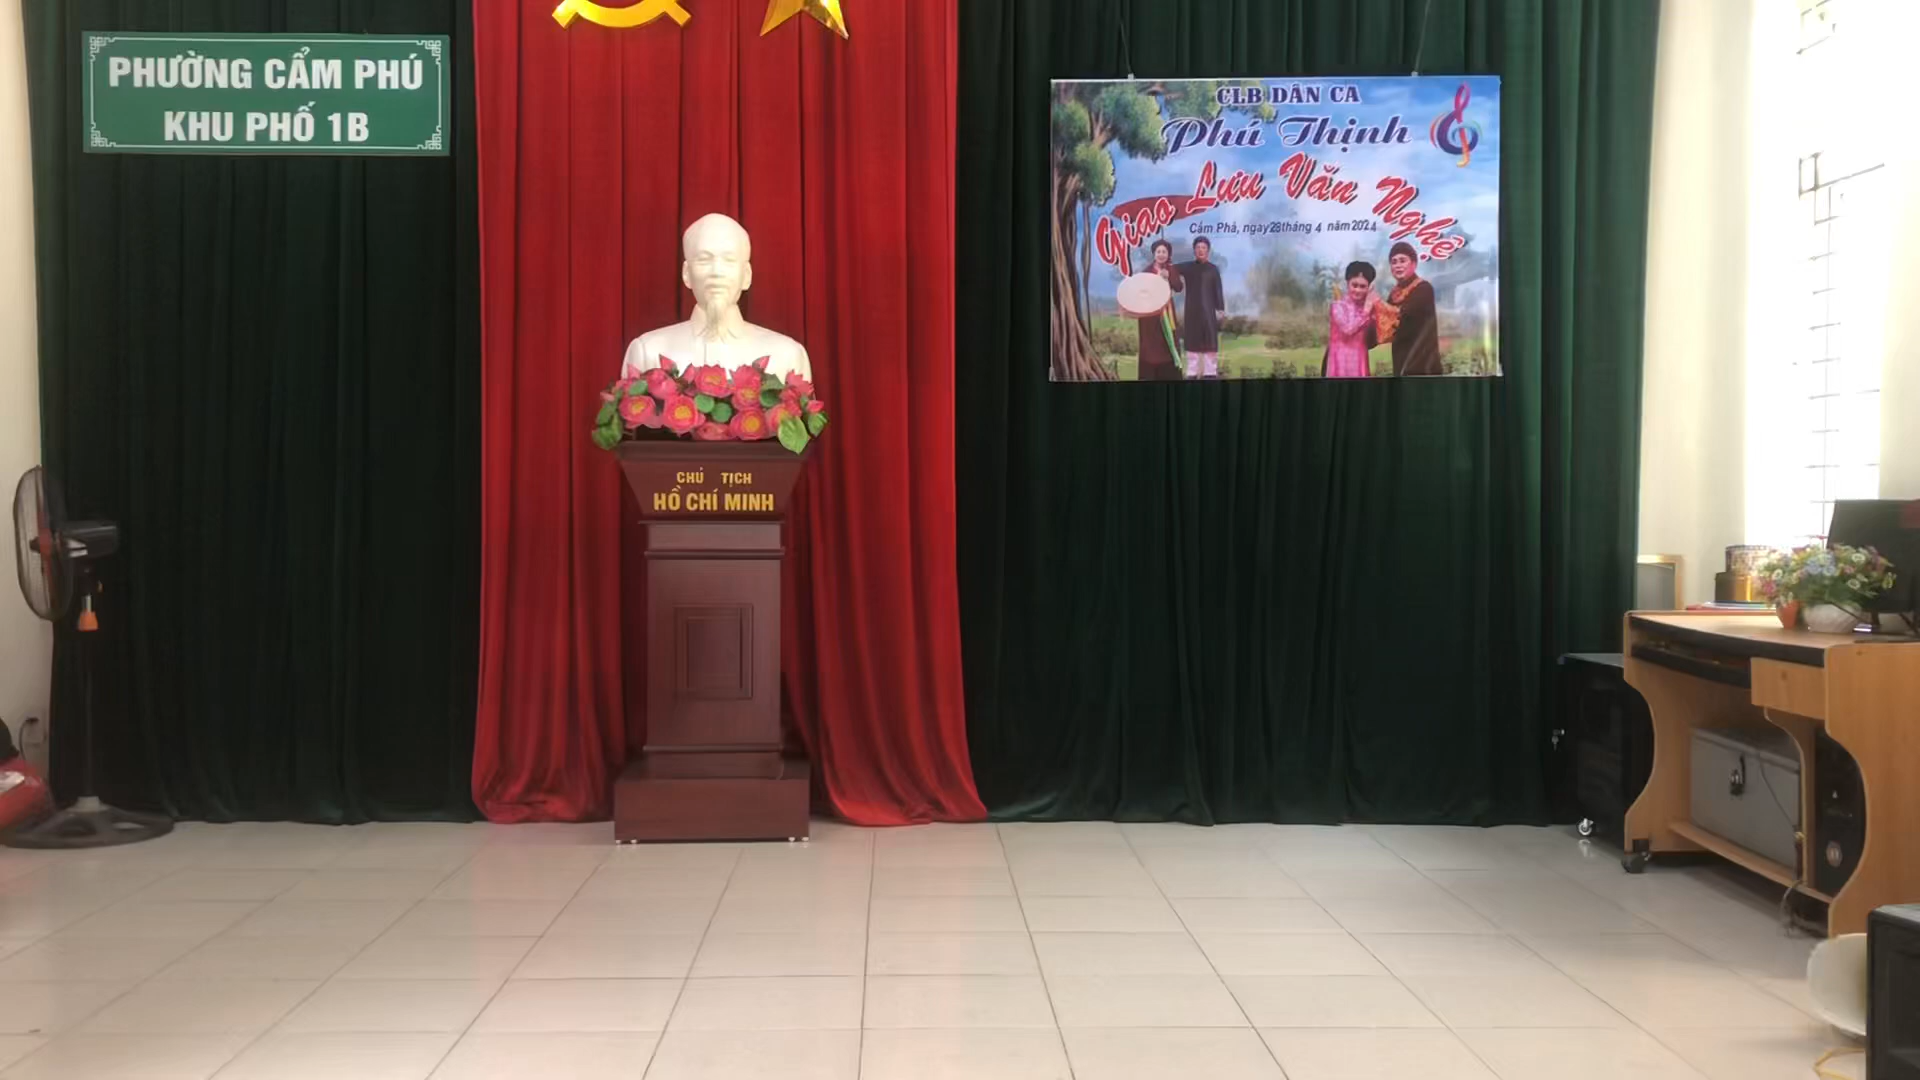 PHƯỜNG CẨM PHÚ
KHU PHỐ 1B
CLB DÂN CA
Phú Thịnh
Giao Lưu Văn Nghệ
Cẩm Phả, ngay 28 tháng 4 năm 2024
CHỦ TỊCH
HỒ CHÍ MINH